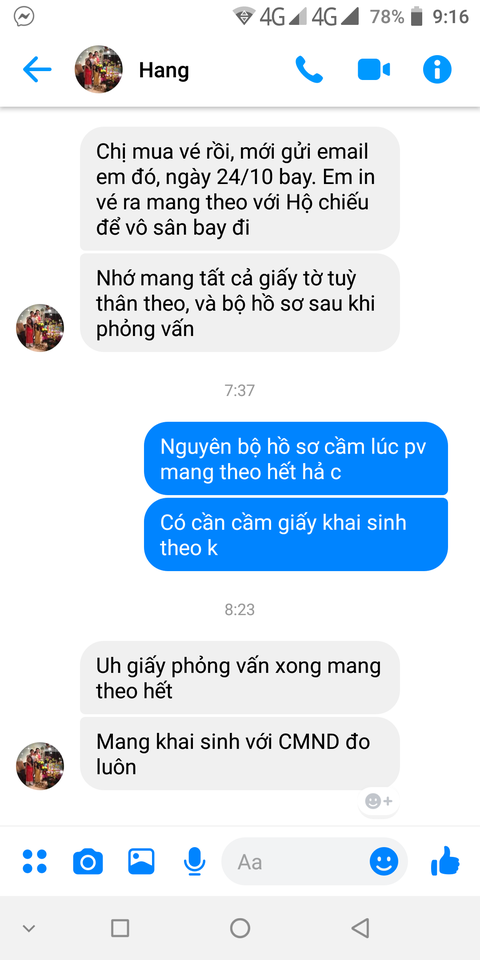 4G 4G 78% 9:16
Hang
Chị mua vé rồi, mới gửi email
em đó, ngày 24/10 bay. Em in
vé ra mang theo với Hộ chiếu
để vô sân bay đi
Nhớ mang tất cả giấy tờ tuỳ
thân theo, và bộ hồ sơ sau khi
phỏng vấn
7:37
Nguyên bộ hồ sơ cầm lúc pv
mang theo hết hả c
Có cần cầm giấy khai sinh
theo k
8:23
Uh giấy phỏng vấn xong mang
theo hết
Mang khai sinh với CMND đo
luôn
Aa